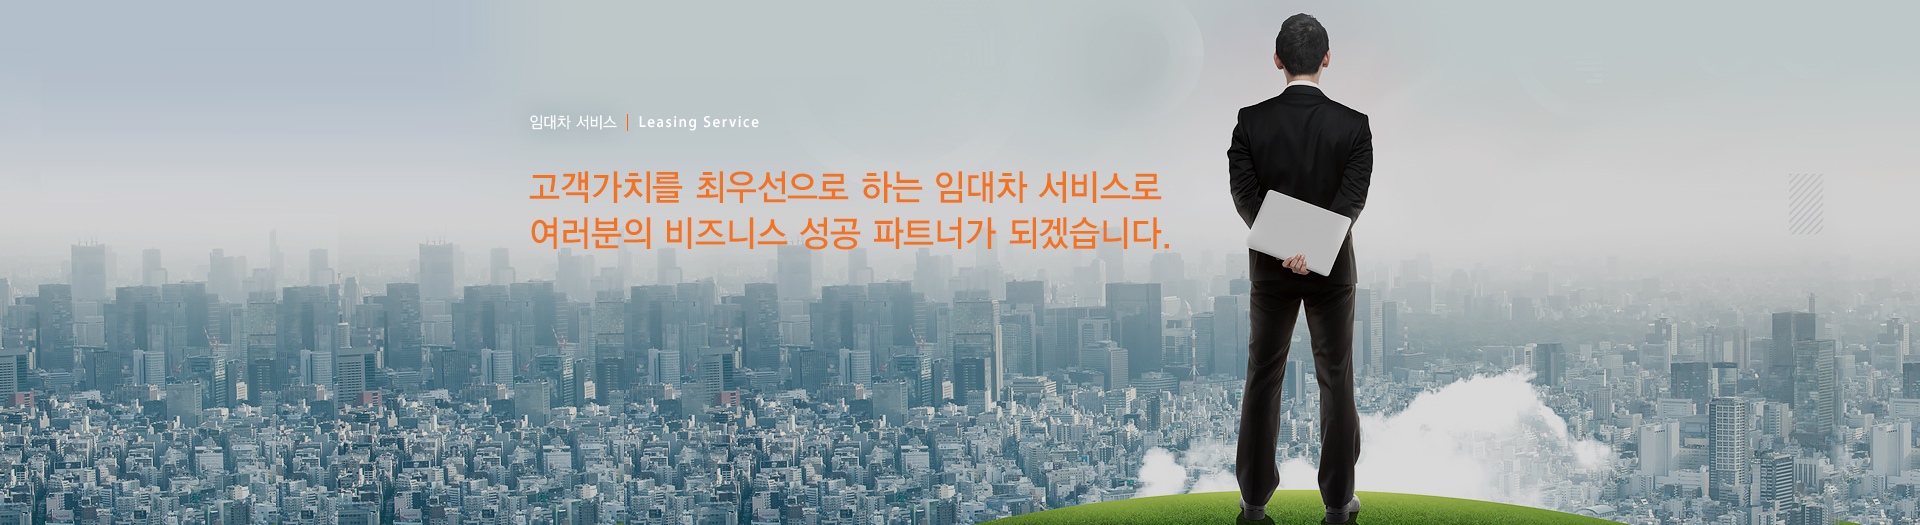 임대차 서비스 | Leasing Service
고객가치를 최우선으로 하는 임대차 서비스로
여러분의 비즈니스 성공 파트너가 되겠습니다.